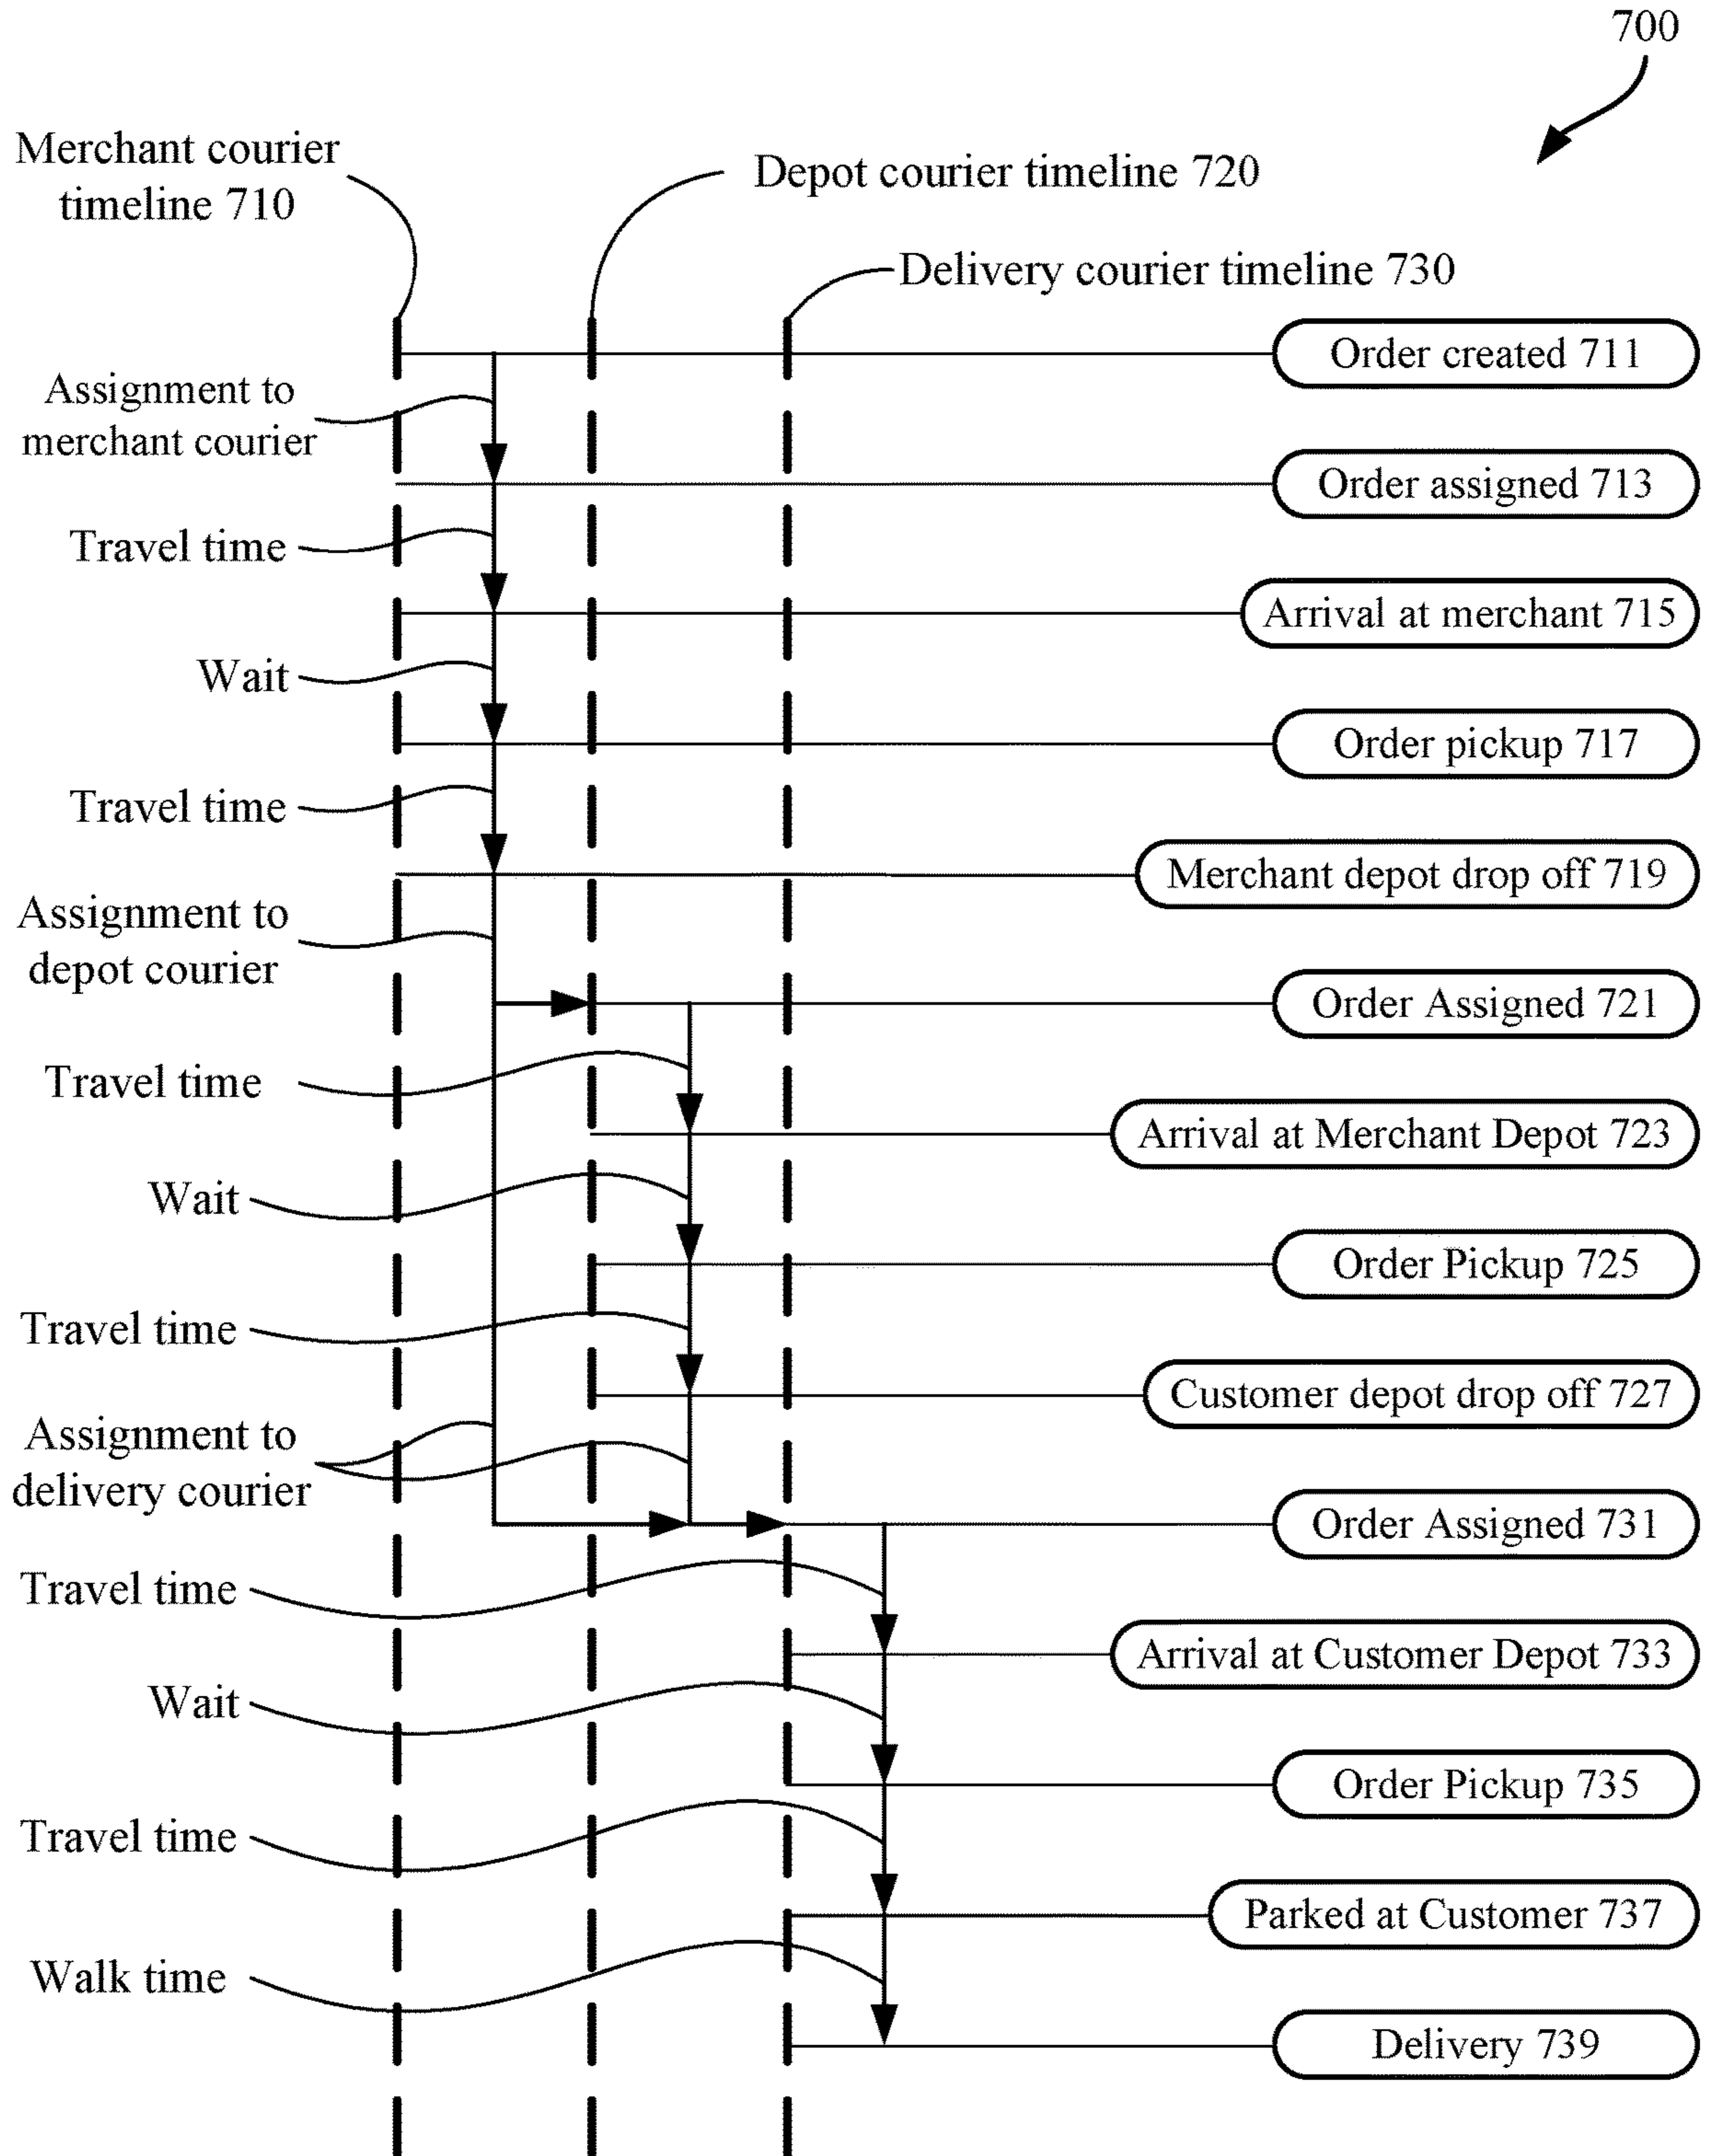 700
Merchant courier
timeline 710
Depot courier timeline 720
Delivery courier timeline 730
Order created 711
Assignment to
merchant courier
Order assigned 713
Travel time
Arrival at merchant 715
Wait
Order pickup 717
Travel time
Merchant depot drop off 719
Assignment to
depot courier
Order Assigned 721
Travel time
Arrival at Merchant Depot 723
Wait
Order Pickup 725
Travel time
Customer depot drop off 727
Assignment to
delivery courier
Order Assigned 731
Travel time
Arrival at Customer Depot 733
Wait
Order Pickup 735
Travel time
Parked at Customer 737
Walk time
Delivery 739